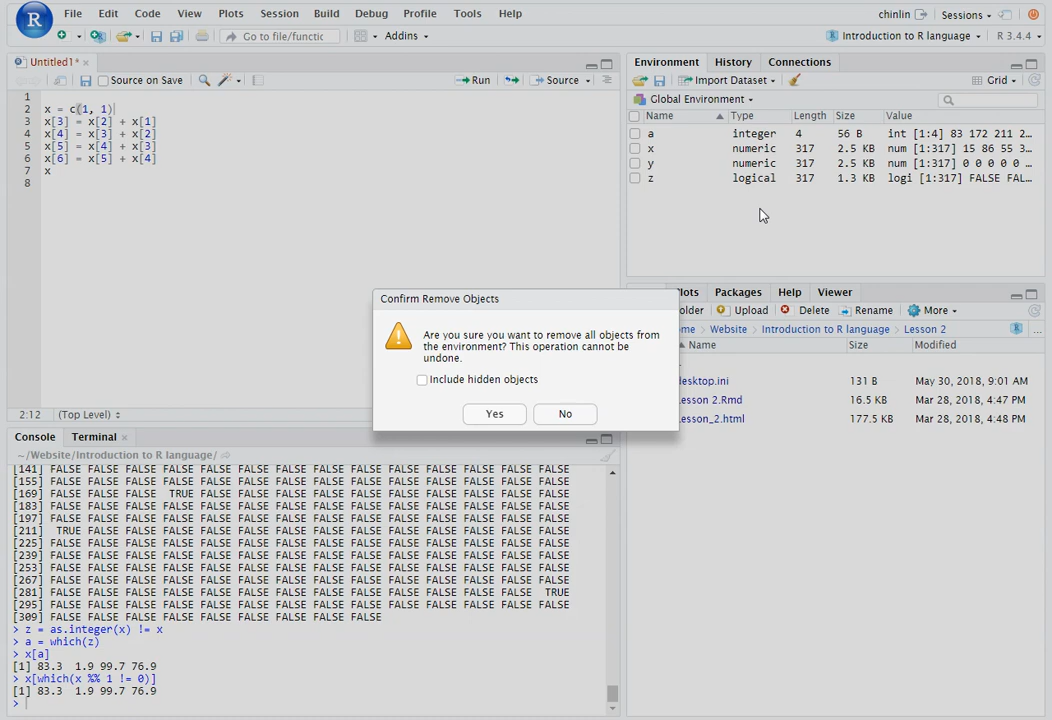 File Edit Code View Plots Session Build Debug Profile Tools Help
chinlin Sessions
Go to file/functic Addins
Introduction to R language R 3.4.4
Untitled1*
Source on Save Run Source
1
2 x = c(1, 1)
3 x[3] = x[2] + x[1]
4 x[4] = x[3] + x[2]
5 x[5] = x[4] + x[3]
6 x[6] = x[5] + x[4]
7 x
8
2:12 (Top Level)
Environment History Connections
Import Dataset Grid
Global Environment
Name Type Length Size Value
a integer 4 56 B int [1:4] 83 172 211 2…
x numeric 317 2.5 KB num [1:317] 15 86 55 3…
y numeric 317 2.5 KB num [1:317] 0 0 0 0 0 …
z logical 317 1.3 KB logi [1:317] FALSE FAL…
Confirm Remove Objects
Are you sure you want to remove all objects from
the environment? This operation cannot be
undone.
Include hidden objects
Yes No
lots Packages Help Viewer
older Upload Delete Rename More
me Website Introduction to R language Lesson 2 ...
Name Size Modified
desktop.ini 131 B May 30, 2018, 9:01 AM
esson 2.Rmd 16.5 KB Mar 28, 2018, 4:47 PM
esson_2.html 177.5 KB Mar 28, 2018, 4:48 PM
Console Terminal
~/Website/Introduction to R language/
[141] FALSE FALSE FALSE FALSE FALSE FALSE FALSE FALSE FALSE FALSE FALSE FALSE FALSE FALSE
[155] FALSE FALSE FALSE FALSE FALSE FALSE FALSE FALSE FALSE FALSE FALSE FALSE FALSE FALSE
[169] FALSE FALSE FALSE TRUE FALSE FALSE FALSE FALSE FALSE FALSE FALSE FALSE FALSE FALSE
[183] FALSE FALSE FALSE FALSE FALSE FALSE FALSE FALSE FALSE FALSE FALSE FALSE FALSE FALSE
[197] FALSE FALSE FALSE FALSE FALSE FALSE FALSE FALSE FALSE FALSE FALSE FALSE FALSE FALSE
[211] TRUE FALSE FALSE FALSE FALSE FALSE FALSE FALSE FALSE FALSE FALSE FALSE FALSE FALSE
[225] FALSE FALSE FALSE FALSE FALSE FALSE FALSE FALSE FALSE FALSE FALSE FALSE FALSE FALSE
[239] FALSE FALSE FALSE FALSE FALSE FALSE FALSE FALSE FALSE FALSE FALSE FALSE FALSE FALSE
[253] FALSE FALSE FALSE FALSE FALSE FALSE FALSE FALSE FALSE FALSE FALSE FALSE FALSE FALSE
[267] FALSE FALSE FALSE FALSE FALSE FALSE FALSE FALSE FALSE FALSE FALSE FALSE FALSE FALSE
[281] FALSE FALSE FALSE FALSE FALSE FALSE FALSE FALSE FALSE FALSE FALSE FALSE FALSE TRUE
[295] FALSE FALSE FALSE FALSE FALSE FALSE FALSE FALSE FALSE FALSE FALSE FALSE FALSE FALSE
[309] FALSE FALSE FALSE FALSE FALSE FALSE FALSE FALSE FALSE
> z = as.integer(x) != x
> a = which(z)
> x[a]
[1] 83.3 1.9 99.7 76.9
> x[which(x %% 1 != 0)]
[1] 83.3 1.9 99.7 76.9
>